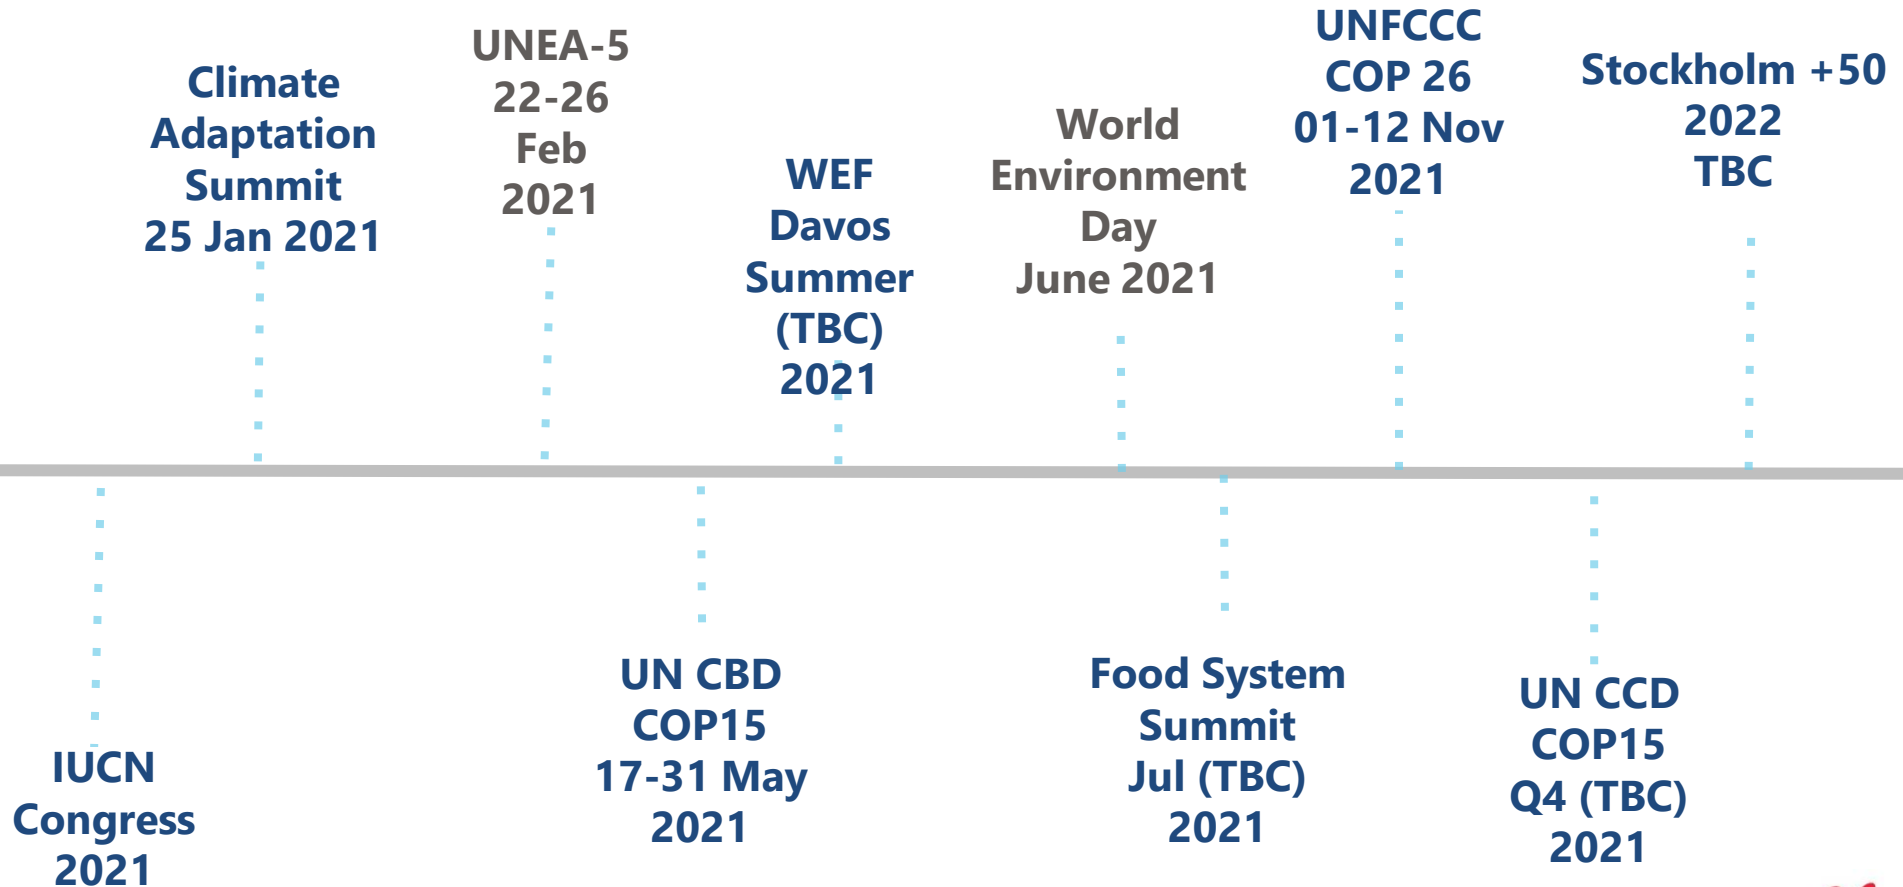 Climate
Adaptation
Summit
25 Jan 2021
UNEA-5
22-26
Feb
2021
WEF
Davos
Summer
(TBC)
2021
World
Environment
Day
June 2021
UNFCCC
COP 26
01-12 Nov
2021
Stockholm +50
2022
TBC
IUCN
Congress
2021
UN CBD
COP15
17-31 May
2021
Food System
Summit
Jul (TBC)
2021
UN CCD
COP15
Q4 (TBC)
2021